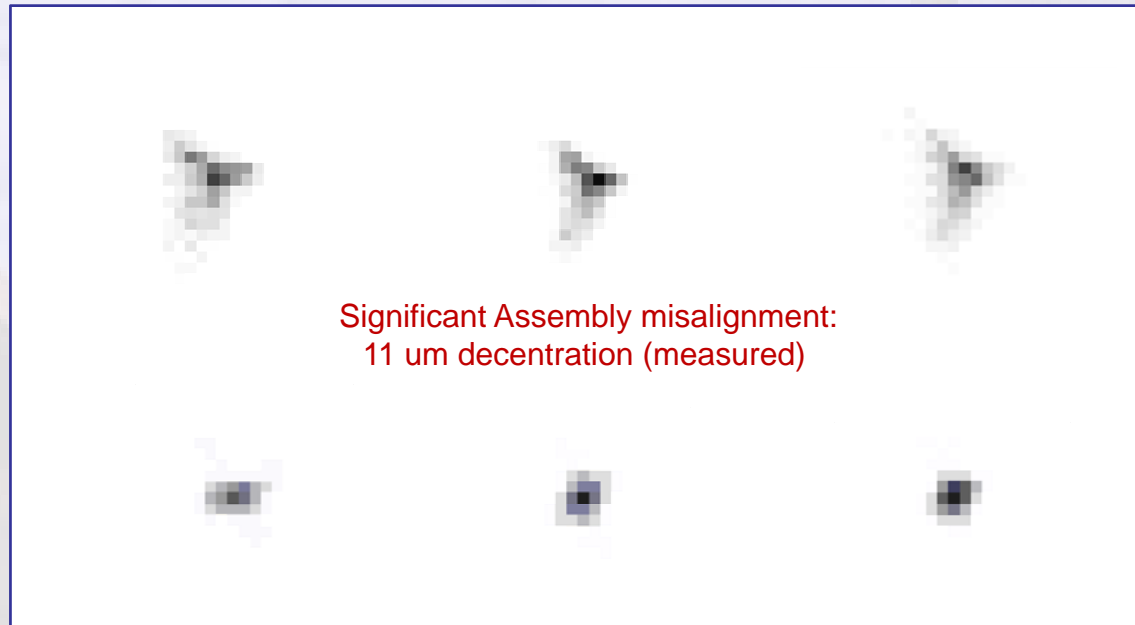 Significant Assembly misalignment:
11 um decentration (measured)